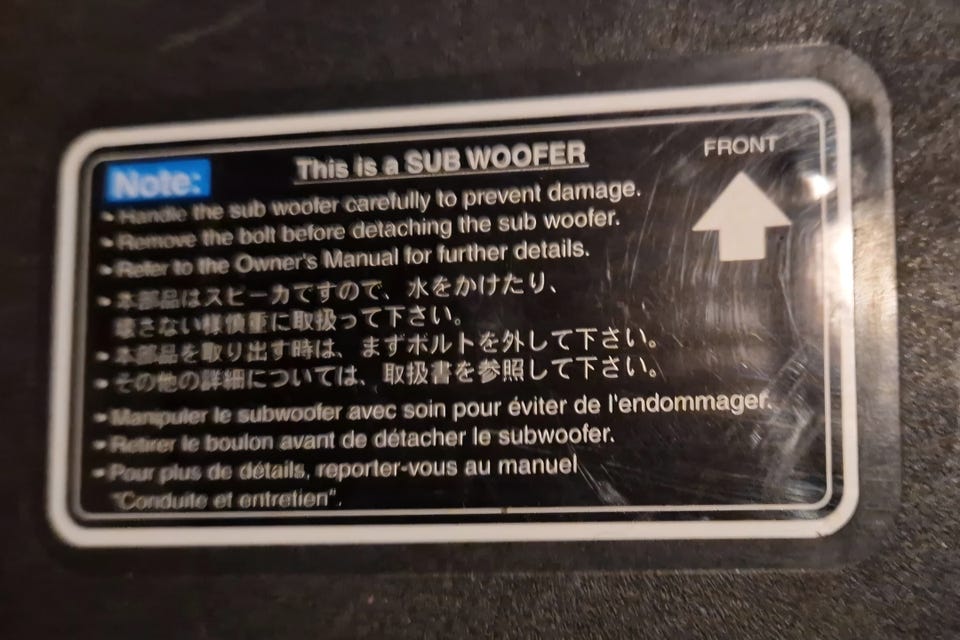 Note:
This is a SUB WOOFER
FRONT
Handle the sub woofer carefully to prevent damage.
Remove the bolt before detaching the sub woofer.
Refer to the Owner's Manual for further details.
本部品はスピーカですので、水をかけたり、
壊さない様慎重に取扱って下さい。
本部品を取り出す時は、まずボルトを外して下さい。
その他の詳細については、取扱書を参照して下さい。
Manipuler le subwoofer avec soin pour éviter de l'endommager.
Retirer le boulon avant de détacher le subwoofer.
Pour plus de détails, reporter-vous au manuel
"Conduite et entretien".